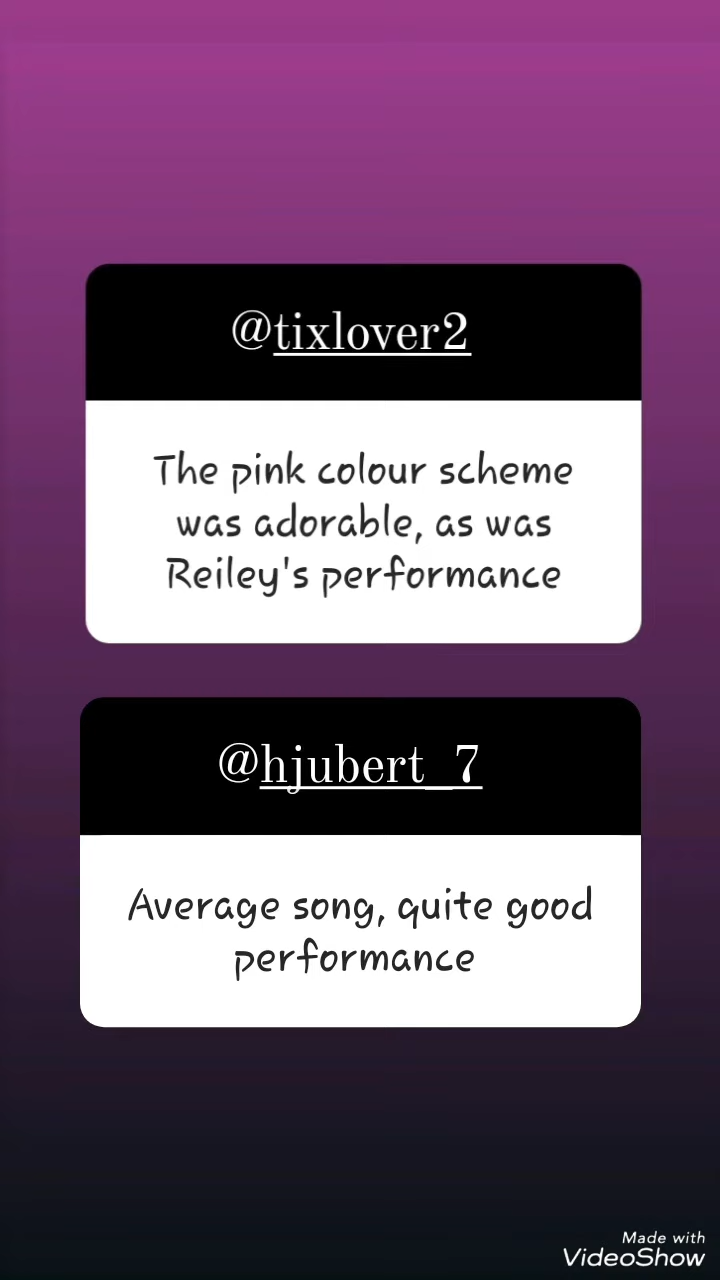 @tixlover2
The pink colour scheme
was adorable, as was
Reiley's performance
@hjubert_7
Average song, quite good
performance
Made with
VideoShow